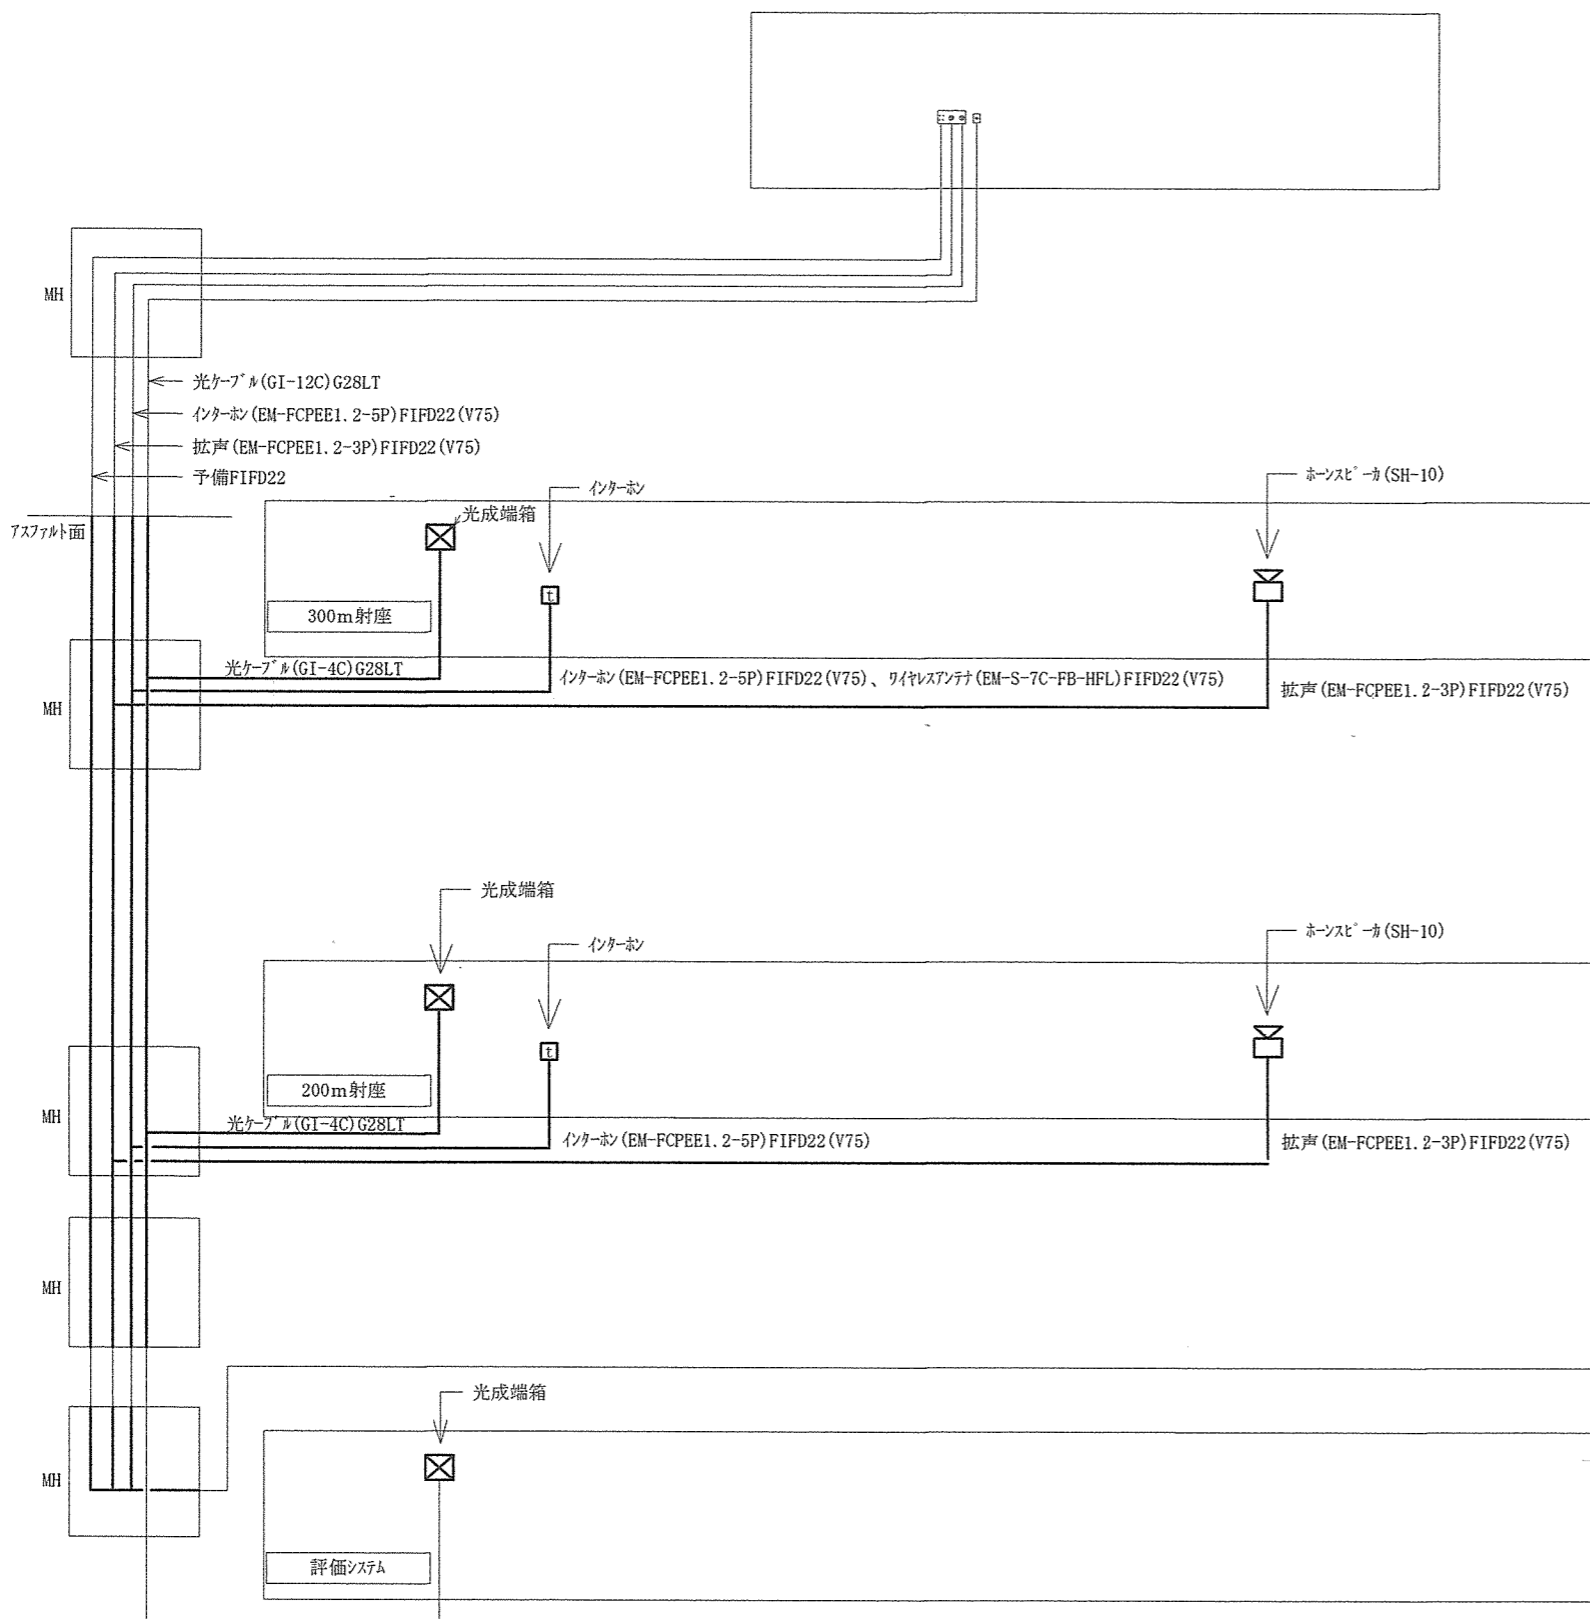 MH
光ケーブル(GI-12C)G28LT
インターホン(EM-FCPEE1.2-5P)FIFD22(V75)
拡声(EM-FCPEE1.2-3P)FIFD22(V75)
予備FIFD22
アスファルト面
光成端箱
インターホン
ホーンスピーカ(SH-10)
t
300m射座
光ケーブル(GI-4C)G28LT
インターホン(EM-FCPEE1.2-5P)FIFD22(V75)、ワイヤレスアンテナ(EM-S-7C-FB-HFL)FIFD22(V75)
拡声(EM-FCPEE1.2-3P)FIFD22(V75)
MH
光成端箱
インターホン
ホーンスピーカ(SH-10)
t
200m射座
MH
光ケーブル(GI-4C)G28LT
インターホン(EM-FCPEE1.2-5P)FIFD22(V75)
拡声(EM-FCPEE1.2-3P)FIFD22(V75)
MH
光成端箱
MH
評価システム